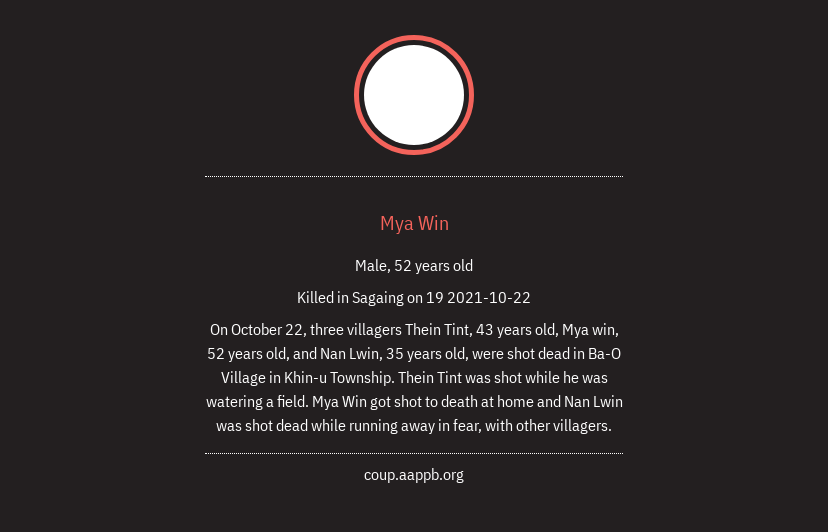 Mya Win
Male, 52 years old
Killed in Sagaing on 19 2021-10-22
On October 22, three villagers Thein Tint, 43 years old, Mya win,
52 years old, and Nan Lwin, 35 years old, were shot dead in Ba-O
Village in Khin-u Township. Thein Tint was shot while he was
watering a field. Mya Win got shot to death at home and Nan Lwin
was shot dead while running away in fear, with other villagers.
coup.aappb.org